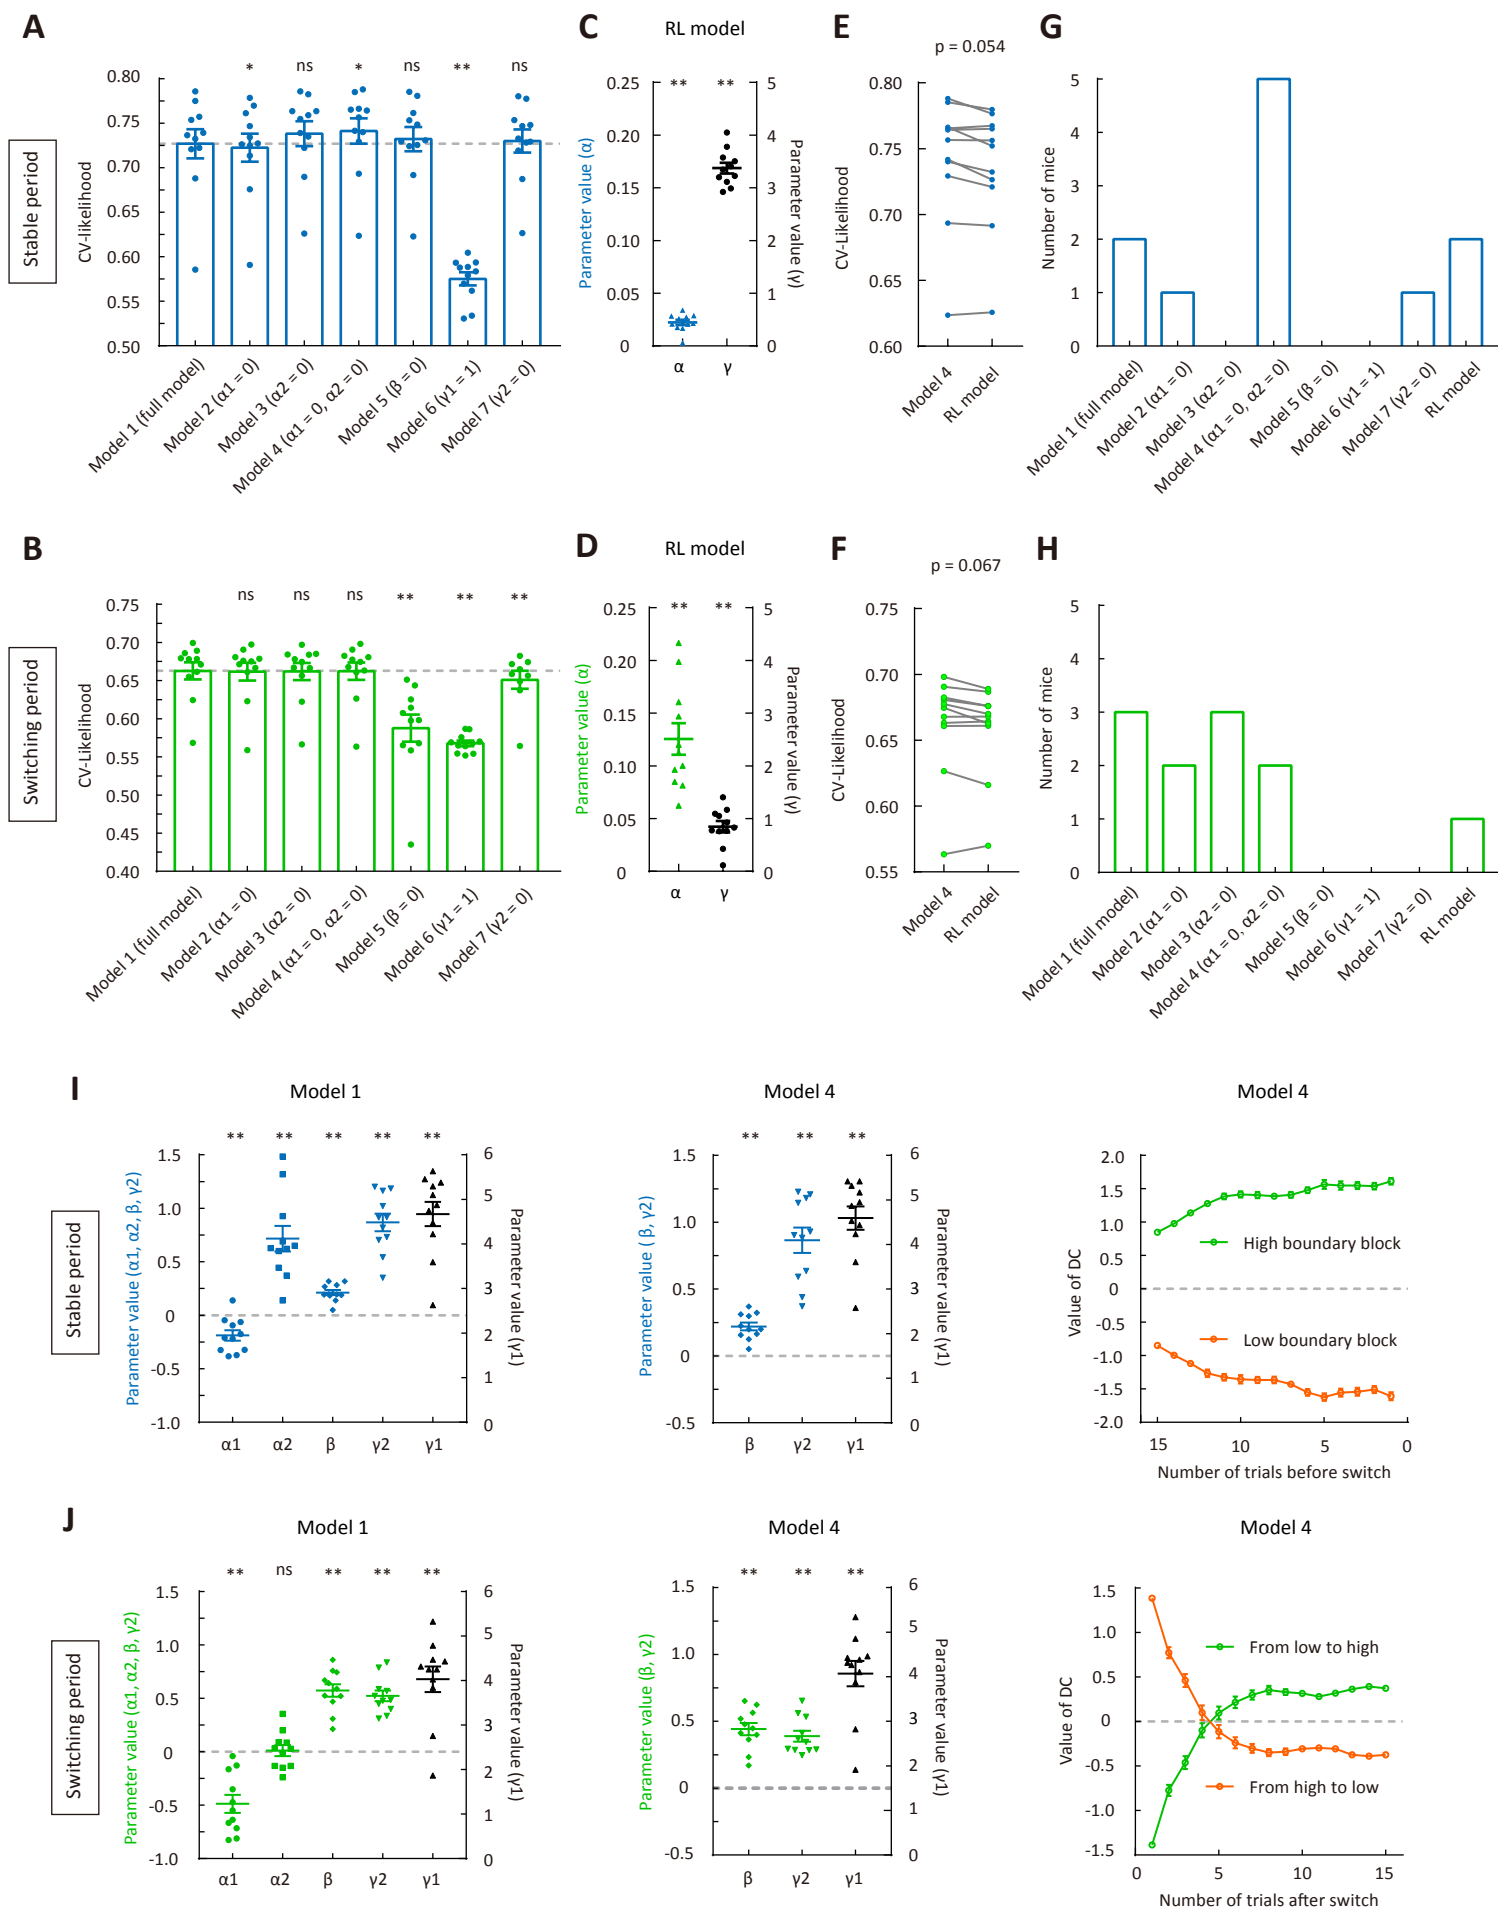 A
Stable period
CV-likelihood
* ns * ns ** ns
0.80
0.75
0.70
0.65
0.60
0.55
0.50
Model 1 (full model)
Model 2 (α1 = 0)
Model 3 (α2 = 0)
Model 4 (α1 = 0, α2 = 0)
Model 5 (β = 0)
Model 6 (γ1 = 1)
Model 7 (γ2 = 0)
C
RL model
** **
Parameter value (α)
0.25
0.20
0.15
0.10
0.05
0
Parameter value (γ)
5
4
3
2
1
0
α γ
E
p = 0.054
CV-Likelihood
0.80
0.75
0.70
0.65
0.60
Model 4
RL model
G
Number of mice
5
4
3
2
1
0
Model 1 (full model)
Model 2 (α1 = 0)
Model 3 (α2 = 0)
Model 4 (α1 = 0, α2 = 0)
Model 5 (β = 0)
Model 6 (γ1 = 1)
Model 7 (γ2 = 0)
RL model
B
Switching period
CV-Likelihood
ns ns ns ** ** **
0.75
0.70
0.65
0.60
0.55
0.50
0.45
0.40
Model 1 (full model)
Model 2 (α1 = 0)
Model 3 (α2 = 0)
Model 4 (α1 = 0, α2 = 0)
Model 5 (β = 0)
Model 6 (γ1 = 1)
Model 7 (γ2 = 0)
D
RL model
** **
Parameter value (α)
0.25
0.20
0.15
0.10
0.05
0
Parameter value (γ)
5
4
3
2
1
0
α γ
F
p = 0.067
CV-Likelihood
0.75
0.70
0.65
0.60
0.55
Model 4
RL model
H
Number of mice
5
4
3
2
1
0
Model 1 (full model)
Model 2 (α1 = 0)
Model 3 (α2 = 0)
Model 4 (α1 = 0, α2 = 0)
Model 5 (β = 0)
Model 6 (γ1 = 1)
Model 7 (γ2 = 0)
RL model
I
Stable period
Model 1
** ** ** ** **
Parameter value (α1, α2, β, γ2)
1.5
1.0
0.5
0
-0.5
-1.0
Parameter value (γ1)
6
5
4
3
2
1
0
α1 α2 β γ2 γ1
Model 4
** ** **
Parameter value ( β, γ2)
1.5
1.0
0.5
0
-0.5
Parameter value (γ1)
6
5
4
3
2
1
0
β γ2 γ1
Model 4
Value of DC
2.0
1.5
1.0
0.5
0
-0.5
-1.0
-1.5
-2.0
High boundary block
Low boundary block
15 10 5 0
Number of trials before switch
J
Switching period
Model 1
** ns ** ** **
Parameter value (α1, α2, β, γ2)
1.5
1.0
0.5
0
-0.5
-1.0
Parameter value (γ1)
6
5
4
3
2
1
0
α1 α2 β γ2 γ1
Model 4
** ** **
Parameter value (β, γ2)
1.5
1.0
0.5
0
-0.5
Parameter value (γ1)
6
5
4
3
2
1
0
β γ2 γ1
Model 4
Value of DC
1.5
1.0
0.5
0
-0.5
-1.0
-1.5
From low to high
From high to low
0 5 10 15
Number of trials after switch